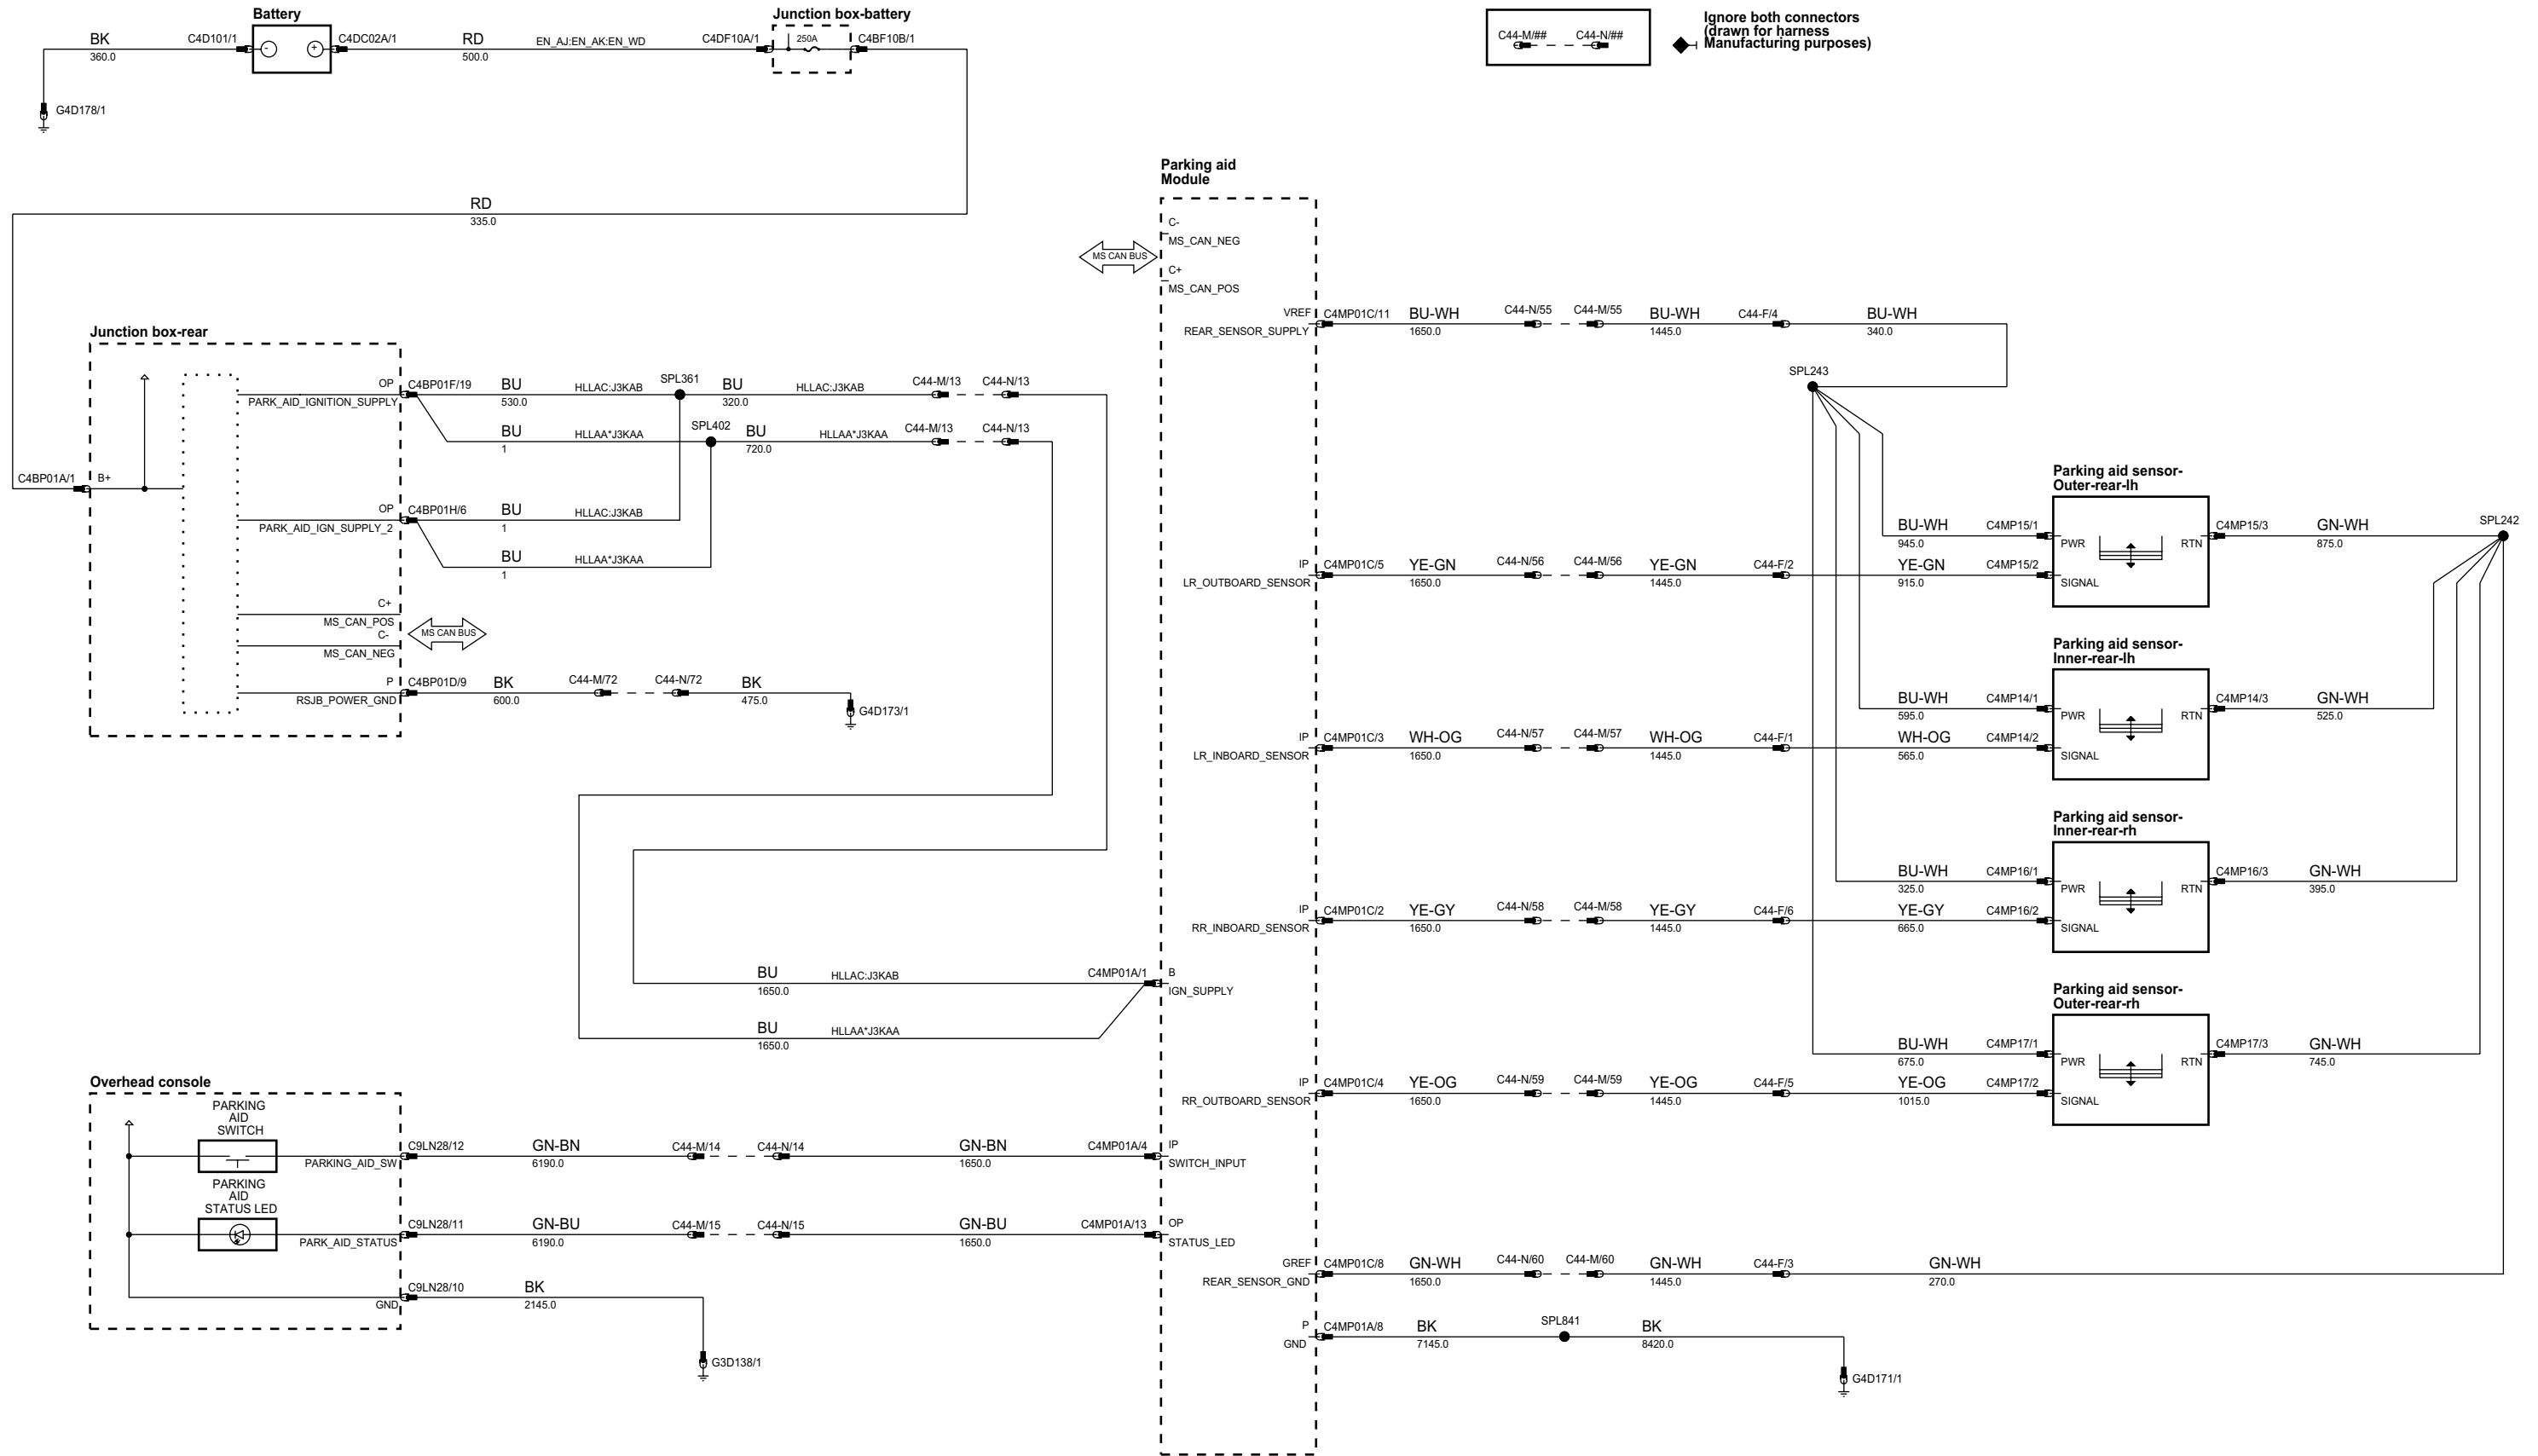 Battery
BK
360.0
C4D101/1
-
+
C4DC02A/1
RD
500.0
EN_AJ:EN_AK:EN_WD
C4DF10A/1
Junction box-battery
250A
C4BF10B/1
G4D178/1
RD
335.0
C44-M/##
C44-N/##
Ignore both connectors
(drawn for harness
Manufacturing purposes)
Junction box-rear
C4BP01A/1
B+
OP
PARK_AID_IGNITION_SUPPLY
C4BP01F/19
BU
530.0
HLLAC:J3KAB
SPL361
BU
320.0
HLLAC:J3KAB
C44-M/13
C44-N/13
BU
1
HLLAA*J3KAA
SPL402
BU
720.0
HLLAA*J3KAA
C44-M/13
C44-N/13
OP
PARK_AID_IGN_SUPPLY_2
C4BP01H/6
BU
1
HLLAC:J3KAB
BU
1
HLLAA*J3KAA
C+
MS_CAN_POS
C-
MS_CAN_NEG
MS CAN BUS
P
RSJB_POWER_GND
C4BP01D/9
BK
600.0
C44-M/72
C44-N/72
BK
475.0
G4D173/1
BU
1650.0
HLLAC:J3KAB
C4MP01A/1
BU
1650.0
HLLAA*J3KAA
Overhead console
PARKING
AID
SWITCH
PARKING_AID_SW
C9LN28/12
GN-BN
6190.0
C44-M/14
C44-N/14
GN-BN
1650.0
C4MP01A/4
PARKING
AID
STATUS LED
PARK_AID_STATUS
C9LN28/11
GN-BU
6190.0
C44-M/15
C44-N/15
GN-BU
1650.0
C4MP01A/13
GND
C9LN28/10
BK
2145.0
G3D138/1
Parking aid
Module
MS CAN BUS
C-
MS_CAN_NEG
C+
MS_CAN_POS
VREF
REAR_SENSOR_SUPPLY
C4MP01C/11
BU-WH
1650.0
C44-N/55
C44-M/55
BU-WH
1445.0
C44-F/4
BU-WH
340.0
SPL243
IP
LR_OUTBOARD_SENSOR
C4MP01C/5
YE-GN
1650.0
C44-N/56
C44-M/56
YE-GN
1445.0
C44-F/2
YE-GN
915.0
C4MP15/2
BU-WH
945.0
C4MP15/1
Parking aid sensor-
Outer-rear-lh
PWR
RTN
SIGNAL
C4MP15/3
GN-WH
875.0
SPL242
IP
LR_INBOARD_SENSOR
C4MP01C/3
WH-OG
1650.0
C44-N/57
C44-M/57
WH-OG
1445.0
C44-F/1
WH-OG
565.0
C4MP14/2
BU-WH
595.0
C4MP14/1
Parking aid sensor-
Inner-rear-lh
PWR
RTN
SIGNAL
C4MP14/3
GN-WH
525.0
IP
RR_INBOARD_SENSOR
C4MP01C/2
YE-GY
1650.0
C44-N/58
C44-M/58
YE-GY
1445.0
C44-F/6
YE-GY
665.0
C4MP16/2
BU-WH
325.0
C4MP16/1
Parking aid sensor-
Inner-rear-rh
PWR
RTN
SIGNAL
C4MP16/3
GN-WH
395.0
B
IGN_SUPPLY
IP
RR_OUTBOARD_SENSOR
C4MP01C/4
YE-OG
1650.0
C44-N/59
C44-M/59
YE-OG
1445.0
C44-F/5
YE-OG
1015.0
C4MP17/2
BU-WH
675.0
C4MP17/1
Parking aid sensor-
Outer-rear-rh
PWR
RTN
SIGNAL
C4MP17/3
GN-WH
745.0
IP
SWITCH_INPUT
OP
STATUS_LED
GREF
REAR_SENSOR_GND
C4MP01C/8
GN-WH
1650.0
C44-N/60
C44-M/60
GN-WH
1445.0
C44-F/3
GN-WH
270.0
P
GND
C4MP01A/8
BK
7145.0
SPL841
BK
8420.0
G4D171/1